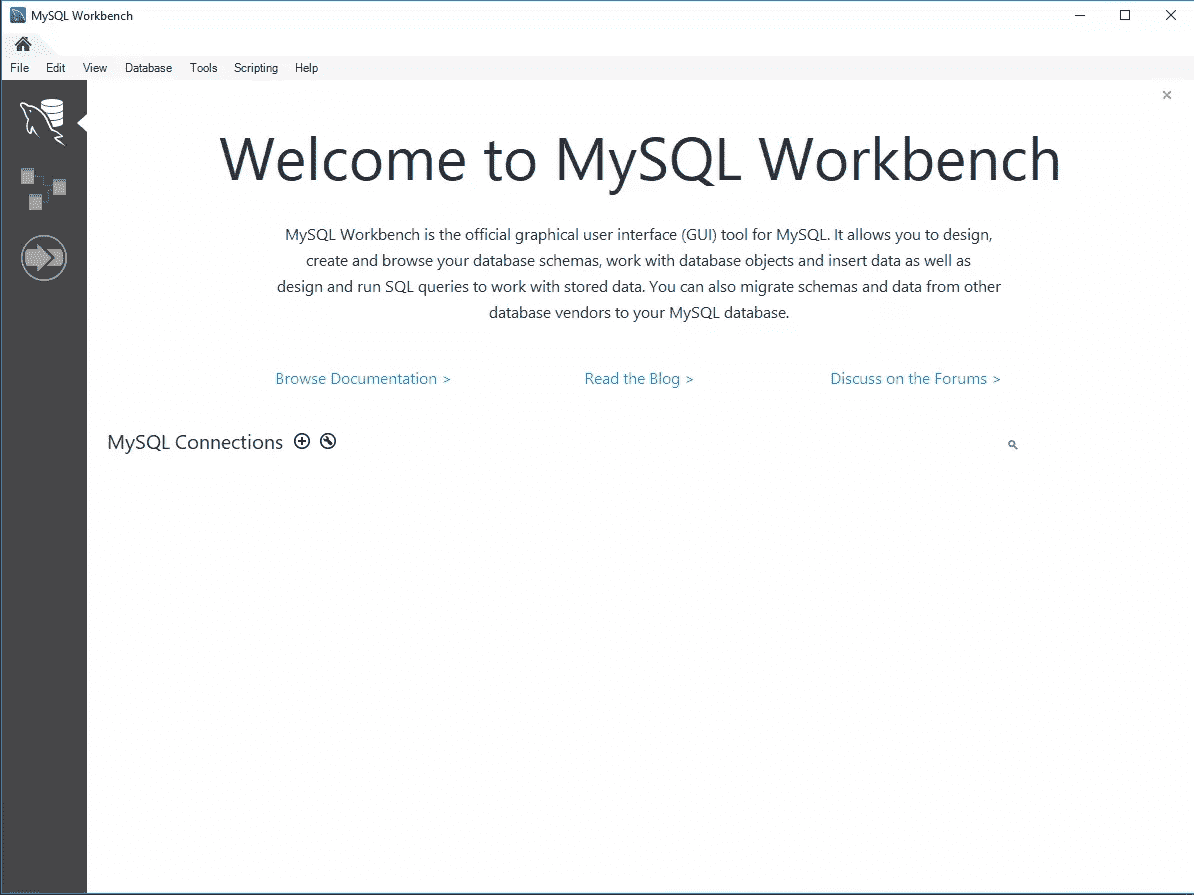 MySQL Workbench
File Edit View Database Tools Scripting Help
Welcome to MySQL Workbench
MySQL Workbench is the official graphical user interface (GUI) tool for MySQL. It allows you to design,
create and browse your database schemas, work with database objects and insert data as well as
design and run SQL queries to work with stored data. You can also migrate schemas and data from other
database vendors to your MySQL database.
Browse Documentation > Read the Blog > Discuss on the Forums >
MySQL Connections